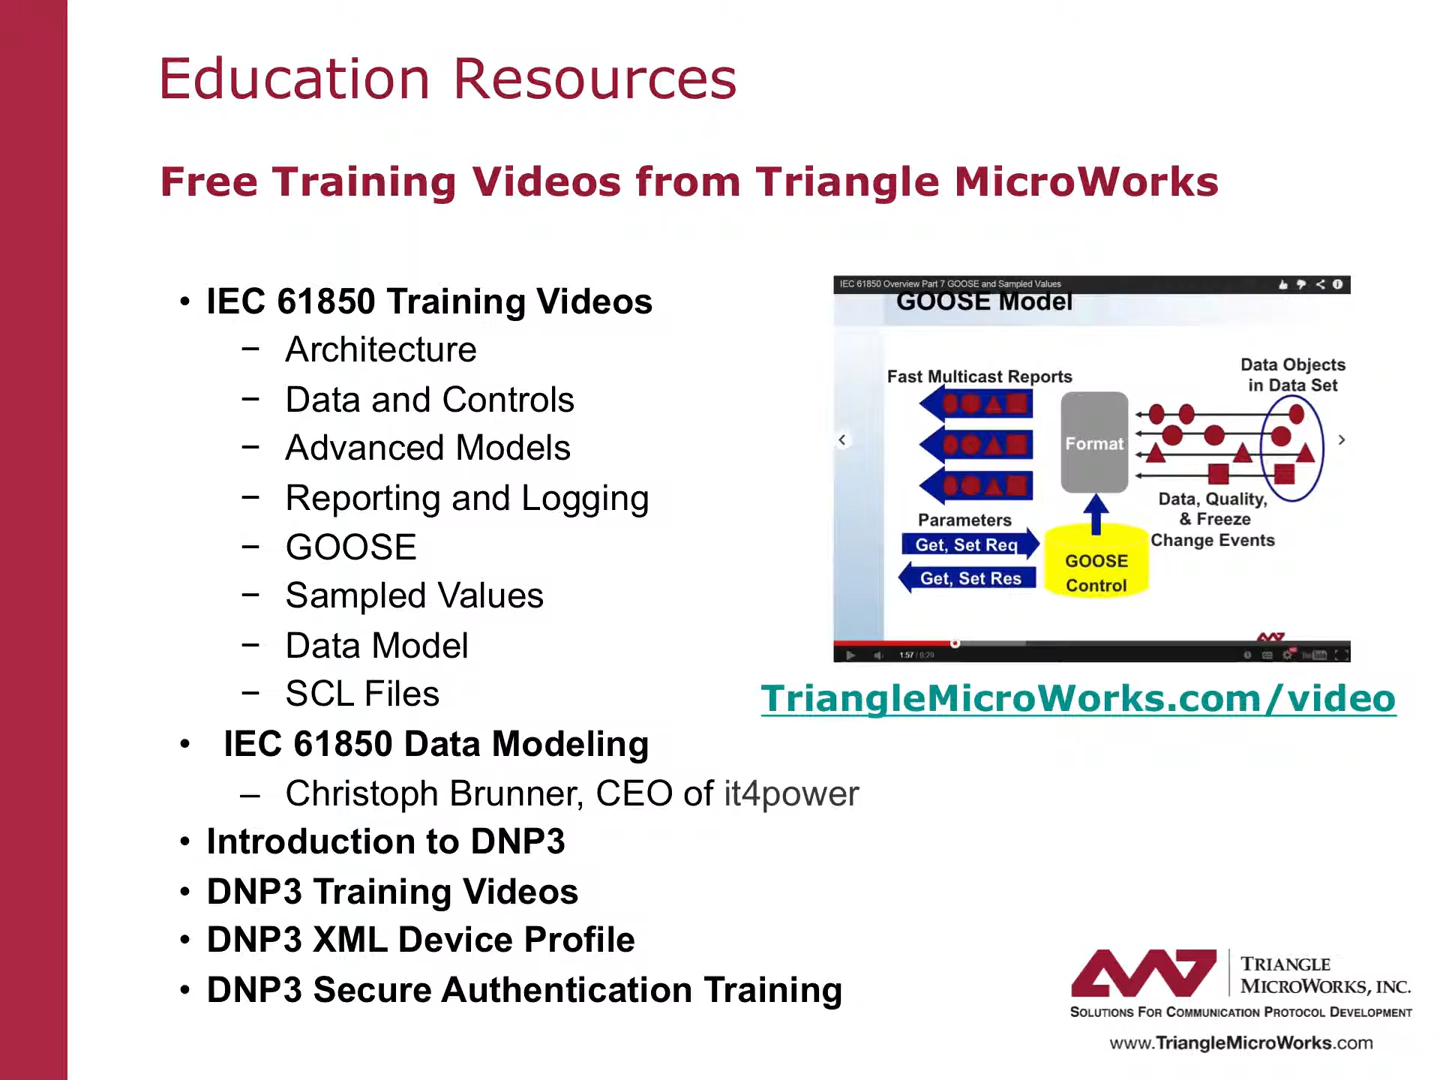 Education Resources
Free Training Videos from Triangle MicroWorks
• IEC 61850 Training Videos
− Architecture
− Data and Controls
− Advanced Models
− Reporting and Logging
− GOOSE
− Sampled Values
− Data Model
− SCL Files
• IEC 61850 Data Modeling
– Christoph Brunner, CEO of it4power
• Introduction to DNP3
• DNP3 Training Videos
• DNP3 XML Device Profile
• DNP3 Secure Authentication Training
IEC 61850 Overview Part 7 GOOSE and Sampled Values
GOOSE Model
Fast Multicast Reports
Data Objects
in Data Set
Format
Data, Quality,
& Freeze
Change Events
Parameters
Get, Set Req
Get, Set Res
GOOSE
Control
1:57 / 6:29
TriangleMicroWorks.com/video
TRIANGLE
MICROWORKS, INC.
SOLUTIONS FOR COMMUNICATION PROTOCOL DEVELOPMENT
www.TriangleMicroWorks.com